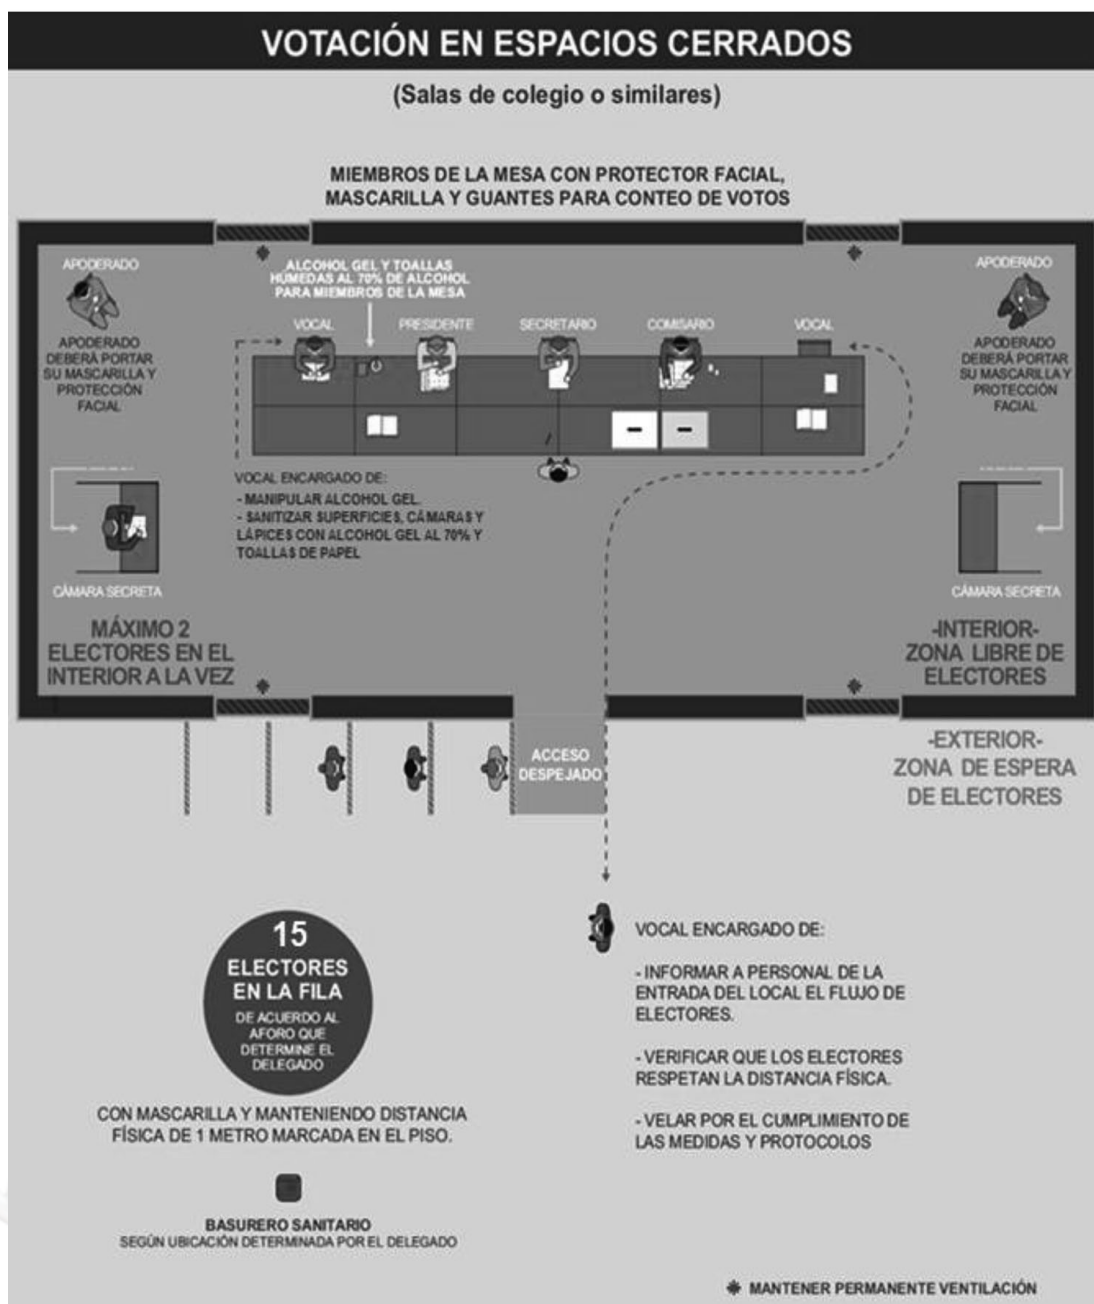 VOTACIÓN EN ESPACIOS CERRADOS
(Salas de colegio o similares)
MIEMBROS DE LA MESA CON PROTECTOR FACIAL,
MASCARILLA Y GUANTES PARA CONTEO DE VOTOS
APODERADO
APODERADO
DEBERÁ PORTAR
SU MASCARILLA Y
PROTECCIÓN
FACIAL
ALCOHOL GEL Y TOALLAS
HÚMEDAS AL 70% DE ALCOHOL
PARA MIEMBROS DE LA MESA
VOCAL
PRESIDENTE
SECRETARIO
COMISARIO
VOCAL
APODERADO
APODERADO
DEBERÁ PORTAR
SU MASCARILLA Y
PROTECCIÓN
FACIAL
VOCAL ENCARGADO DE:
- MANIPULAR ALCOHOL GEL.
- SANITIZAR SUPERFICIES, CÁMARAS Y
LÁPICES CON ALCOHOL GEL AL 70% Y
TOALLAS DE PAPEL
CÁMARA SECRETA
MÁXIMO 2
ELECTORES EN EL
INTERIOR A LA VEZ
CÁMARA SECRETA
-INTERIOR-
ZONA LIBRE DE
ELECTORES
ACCESO
DESPEJADO
-EXTERIOR-
ZONA DE ESPERA
DE ELECTORES
15
ELECTORES
EN LA FILA
DE ACUERDO AL
AFORO QUE
DETERMINE EL
DELEGADO
CON MASCARILLA Y MANTENIENDO DISTANCIA
FÍSICA DE 1 METRO MARCADA EN EL PISO.
BASURERO SANITARIO
SEGÚN UBICACIÓN DETERMINADA POR EL DELEGADO
VOCAL ENCARGADO DE:
- INFORMAR A PERSONAL DE LA
ENTRADA DEL LOCAL EL FLUJO DE
ELECTORES.
- VERIFICAR QUE LOS ELECTORES
RESPETAN LA DISTANCIA FÍSICA.
- VELAR POR EL CUMPLIMIENTO DE
LAS MEDIDAS Y PROTOCOLOS
MANTENER PERMANENTE VENTILACIÓN